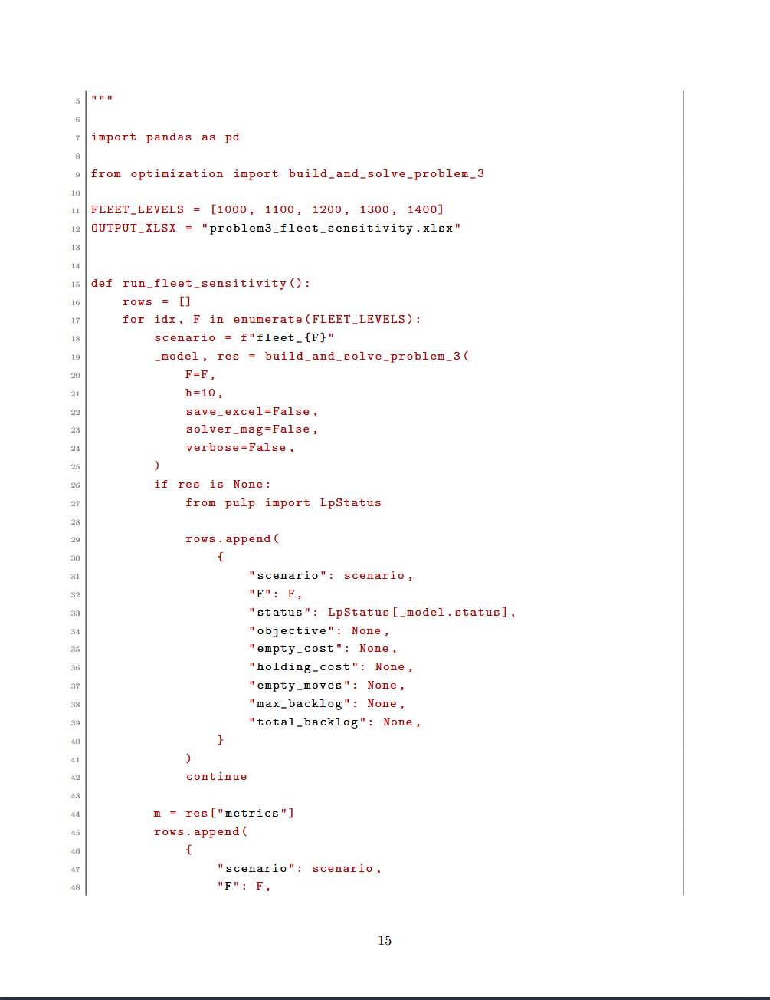 5 """
6
7 import pandas as pd
8
9 from optimization import build_and_solve_problem_3
10
11 FLEET_LEVELS = [1000, 1100, 1200, 1300, 1400]
12 OUTPUT_XLSX = "problem3_fleet_sensitivity.xlsx"
13
14
15 def run_fleet_sensitivity():
16     rows = []
17     for idx, F in enumerate(FLEET_LEVELS):
18         scenario = f"fleet_{F}"
19         _model, res = build_and_solve_problem_3(
20             F=F,
21             h=10,
22             save_excel=False,
23             solver_msg=False,
24             verbose=False,
25         )
26         if res is None:
27             from pulp import LpStatus
28
29             rows.append(
30                 {
31                     "scenario": scenario,
32                     "F": F,
33                     "status": LpStatus[_model.status],
34                     "objective": None,
35                     "empty_cost": None,
36                     "holding_cost": None,
37                     "empty_moves": None,
38                     "max_backlog": None,
39                     "total_backlog": None,
40                 }
41             )
42             continue
43
44         m = res["metrics"]
45         rows.append(
46             {
47                 "scenario": scenario,
48                 "F": F,
15